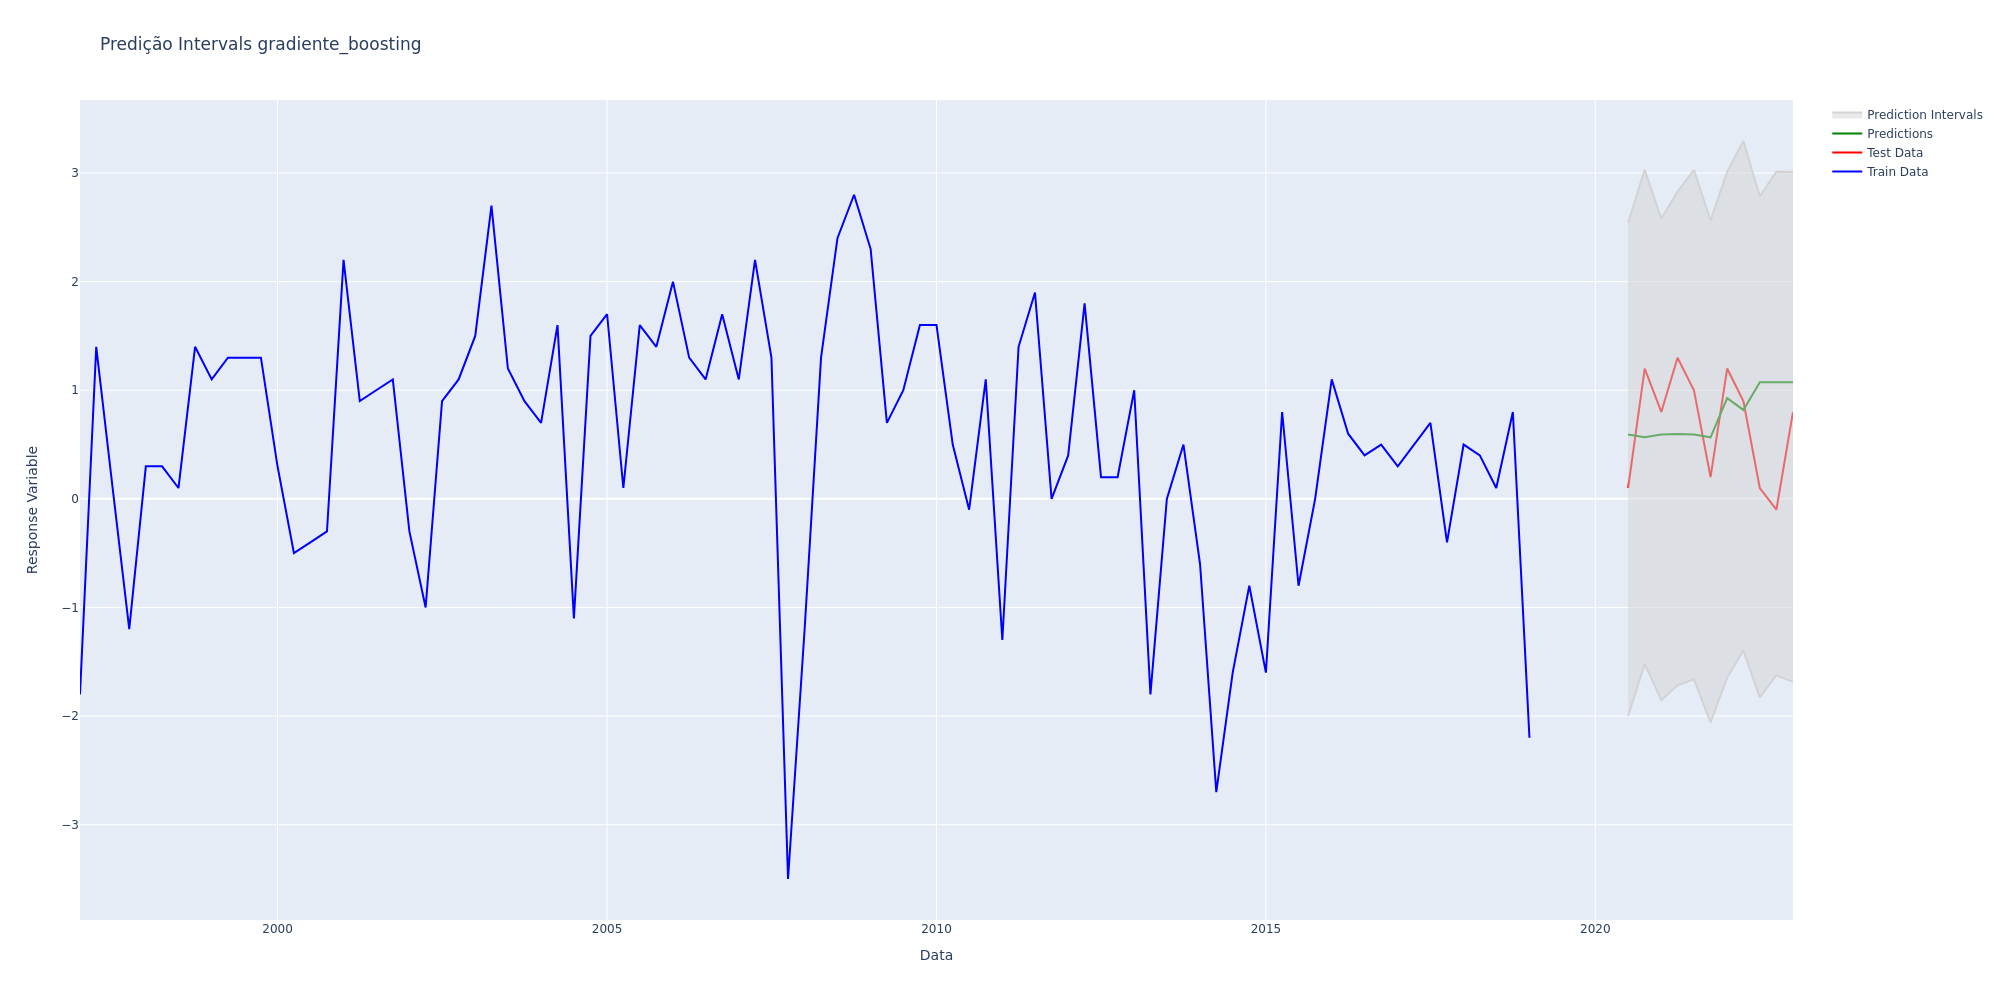 Predição Intervals gradiente_boosting
Prediction Intervals
Predictions
Test Data
Train Data
Response Variable
3
2
1
0
−1
−2
−3
2000
2005
2010
2015
2020
Data